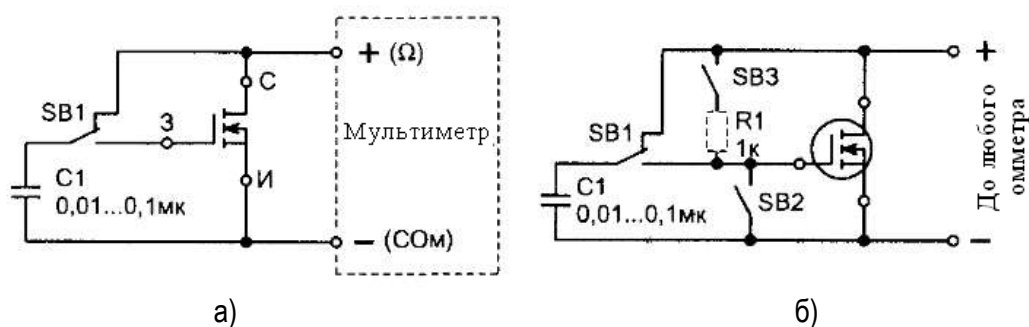 + (Ω)
С
SB1
З
Мультиметр
И
C1
0,01...0,1мк
− (COм)
а)
+
SB3
SB1
R1
1к
C1
0,01...0,1мк
SB2
До любого
омметра
−
б)